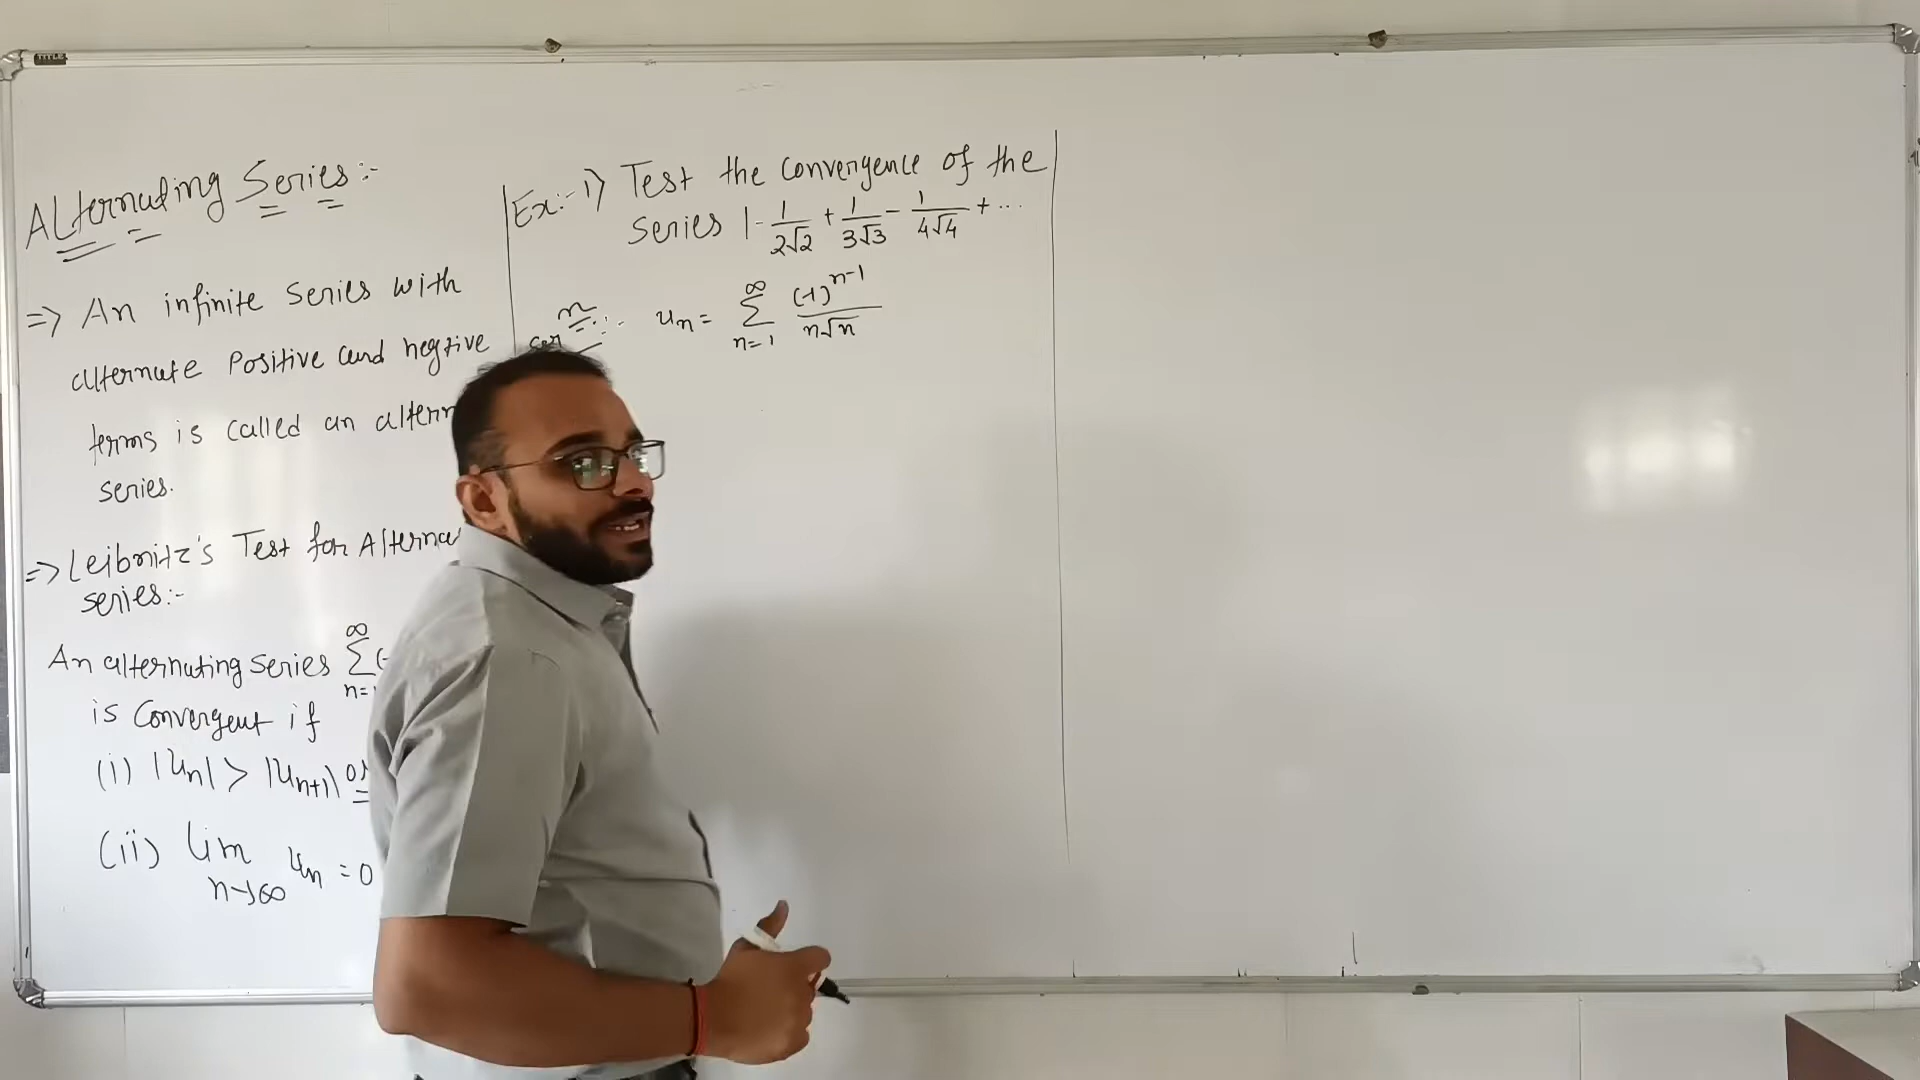 Alternating Series:-
=> An infinite series with
alternate Positive and negtive
terms is called an altern
series.
=> Leibnitz's Test for Alterna
series:-
An alternating series ∑ n=1 ∞ (-
is Convergent if
(i) |un| > |un+1| or
(ii) lim n→∞ un = 0
Ex:- 1) Test the convergence of the
series 1 - 1/2√2 + 1/3√3 - 1/4√4 + ...
un = ∑ n=1 ∞ (-1)^n-1 / n√n